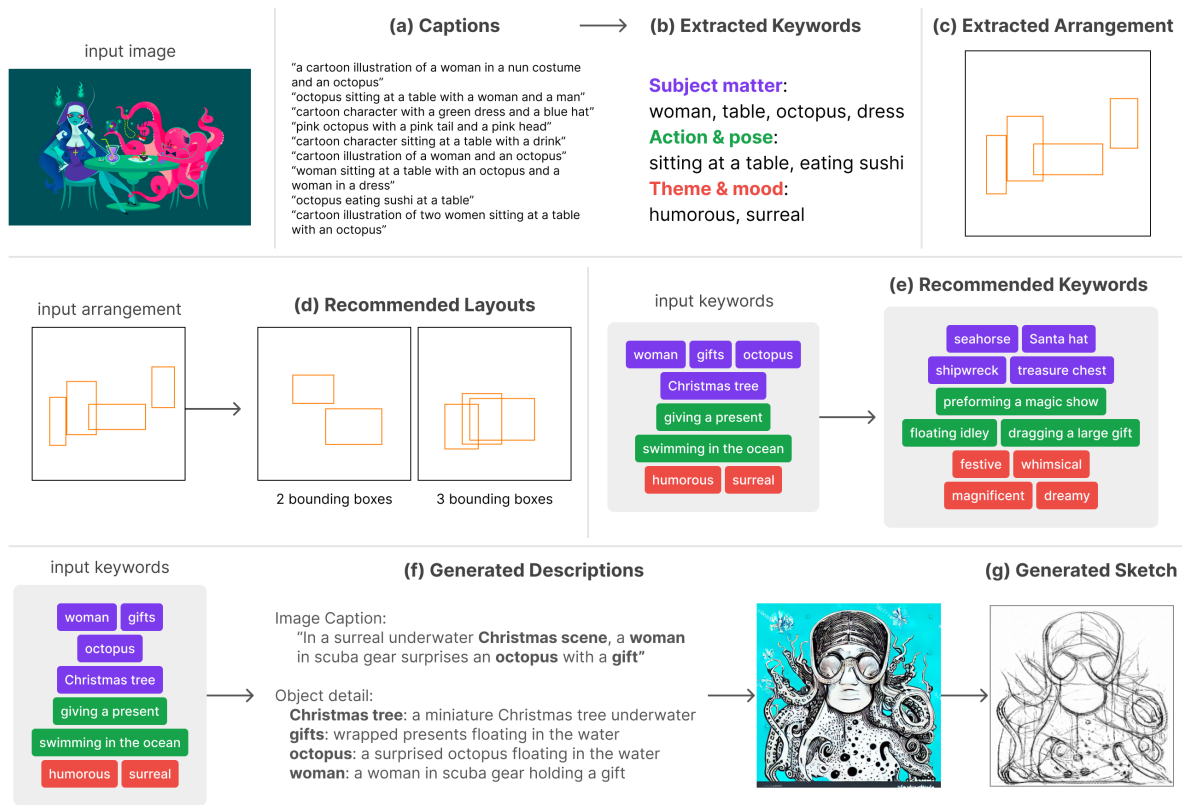 input image
(a) Captions
(b) Extracted Keywords
(c) Extracted Arrangement
“a cartoon illustration of a woman in a nun costume
and an octopus”
“octopus sitting at a table with a woman and a man”
“cartoon character with a green dress and a blue hat”
“pink octopus with a pink tail and a pink head”
“cartoon character sitting at a table with a drink”
“cartoon illustration of a woman and an octopus”
“woman sitting at a table with an octopus and a
woman in a dress”
“octopus eating sushi at a table”
“cartoon illustration of two women sitting at a table
with an octopus”
Subject matter:
woman, table, octopus, dress
Action & pose:
sitting at a table, eating sushi
Theme & mood:
humorous, surreal
input arrangement
(d) Recommended Layouts
2 bounding boxes
3 bounding boxes
input keywords
woman gifts octopus
Christmas tree
giving a present
swimming in the ocean
humorous surreal
(e) Recommended Keywords
seahorse Santa hat
shipwreck treasure chest
preforming a magic show
floating idley dragging a large gift
festive whimsical
magnificent dreamy
input keywords
woman gifts
octopus
Christmas tree
giving a present
swimming in the ocean
humorous surreal
(f) Generated Descriptions
Image Caption:
“In a surreal underwater Christmas scene, a woman
in scuba gear surprises an octopus with a gift”
Object detail:
Christmas tree: a miniature Christmas tree underwater
gifts: wrapped presents floating in the water
octopus: a surprised octopus floating in the water
woman: a woman in scuba gear holding a gift
(g) Generated Sketch